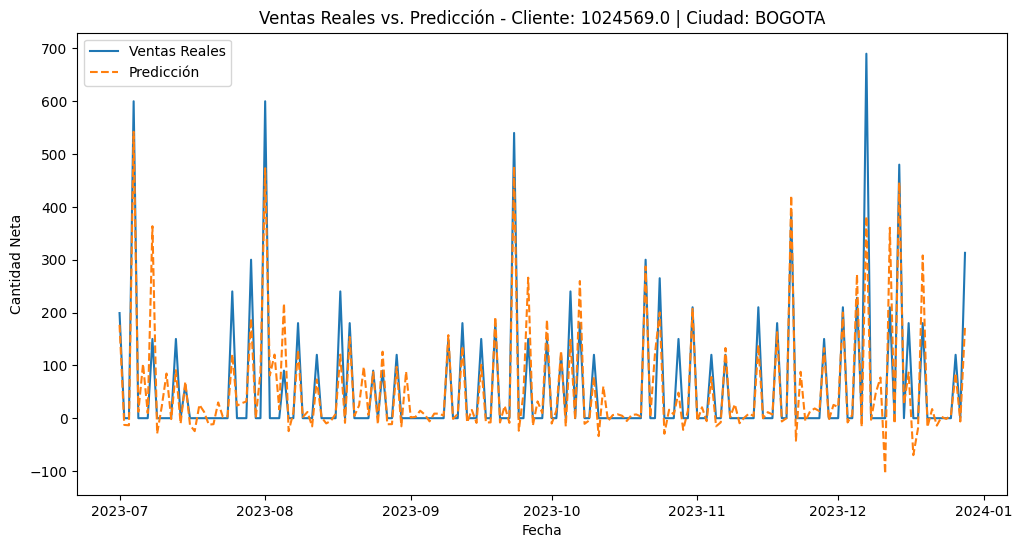 Ventas Reales vs. Predicción - Cliente: 1024569.0 | Ciudad: BOGOTA
Ventas Reales
Predicción
Cantidad Neta
700
600
500
400
300
200
100
0
−100
2023-07 2023-08 2023-09 2023-10 2023-11 2023-12 2024-01
Fecha